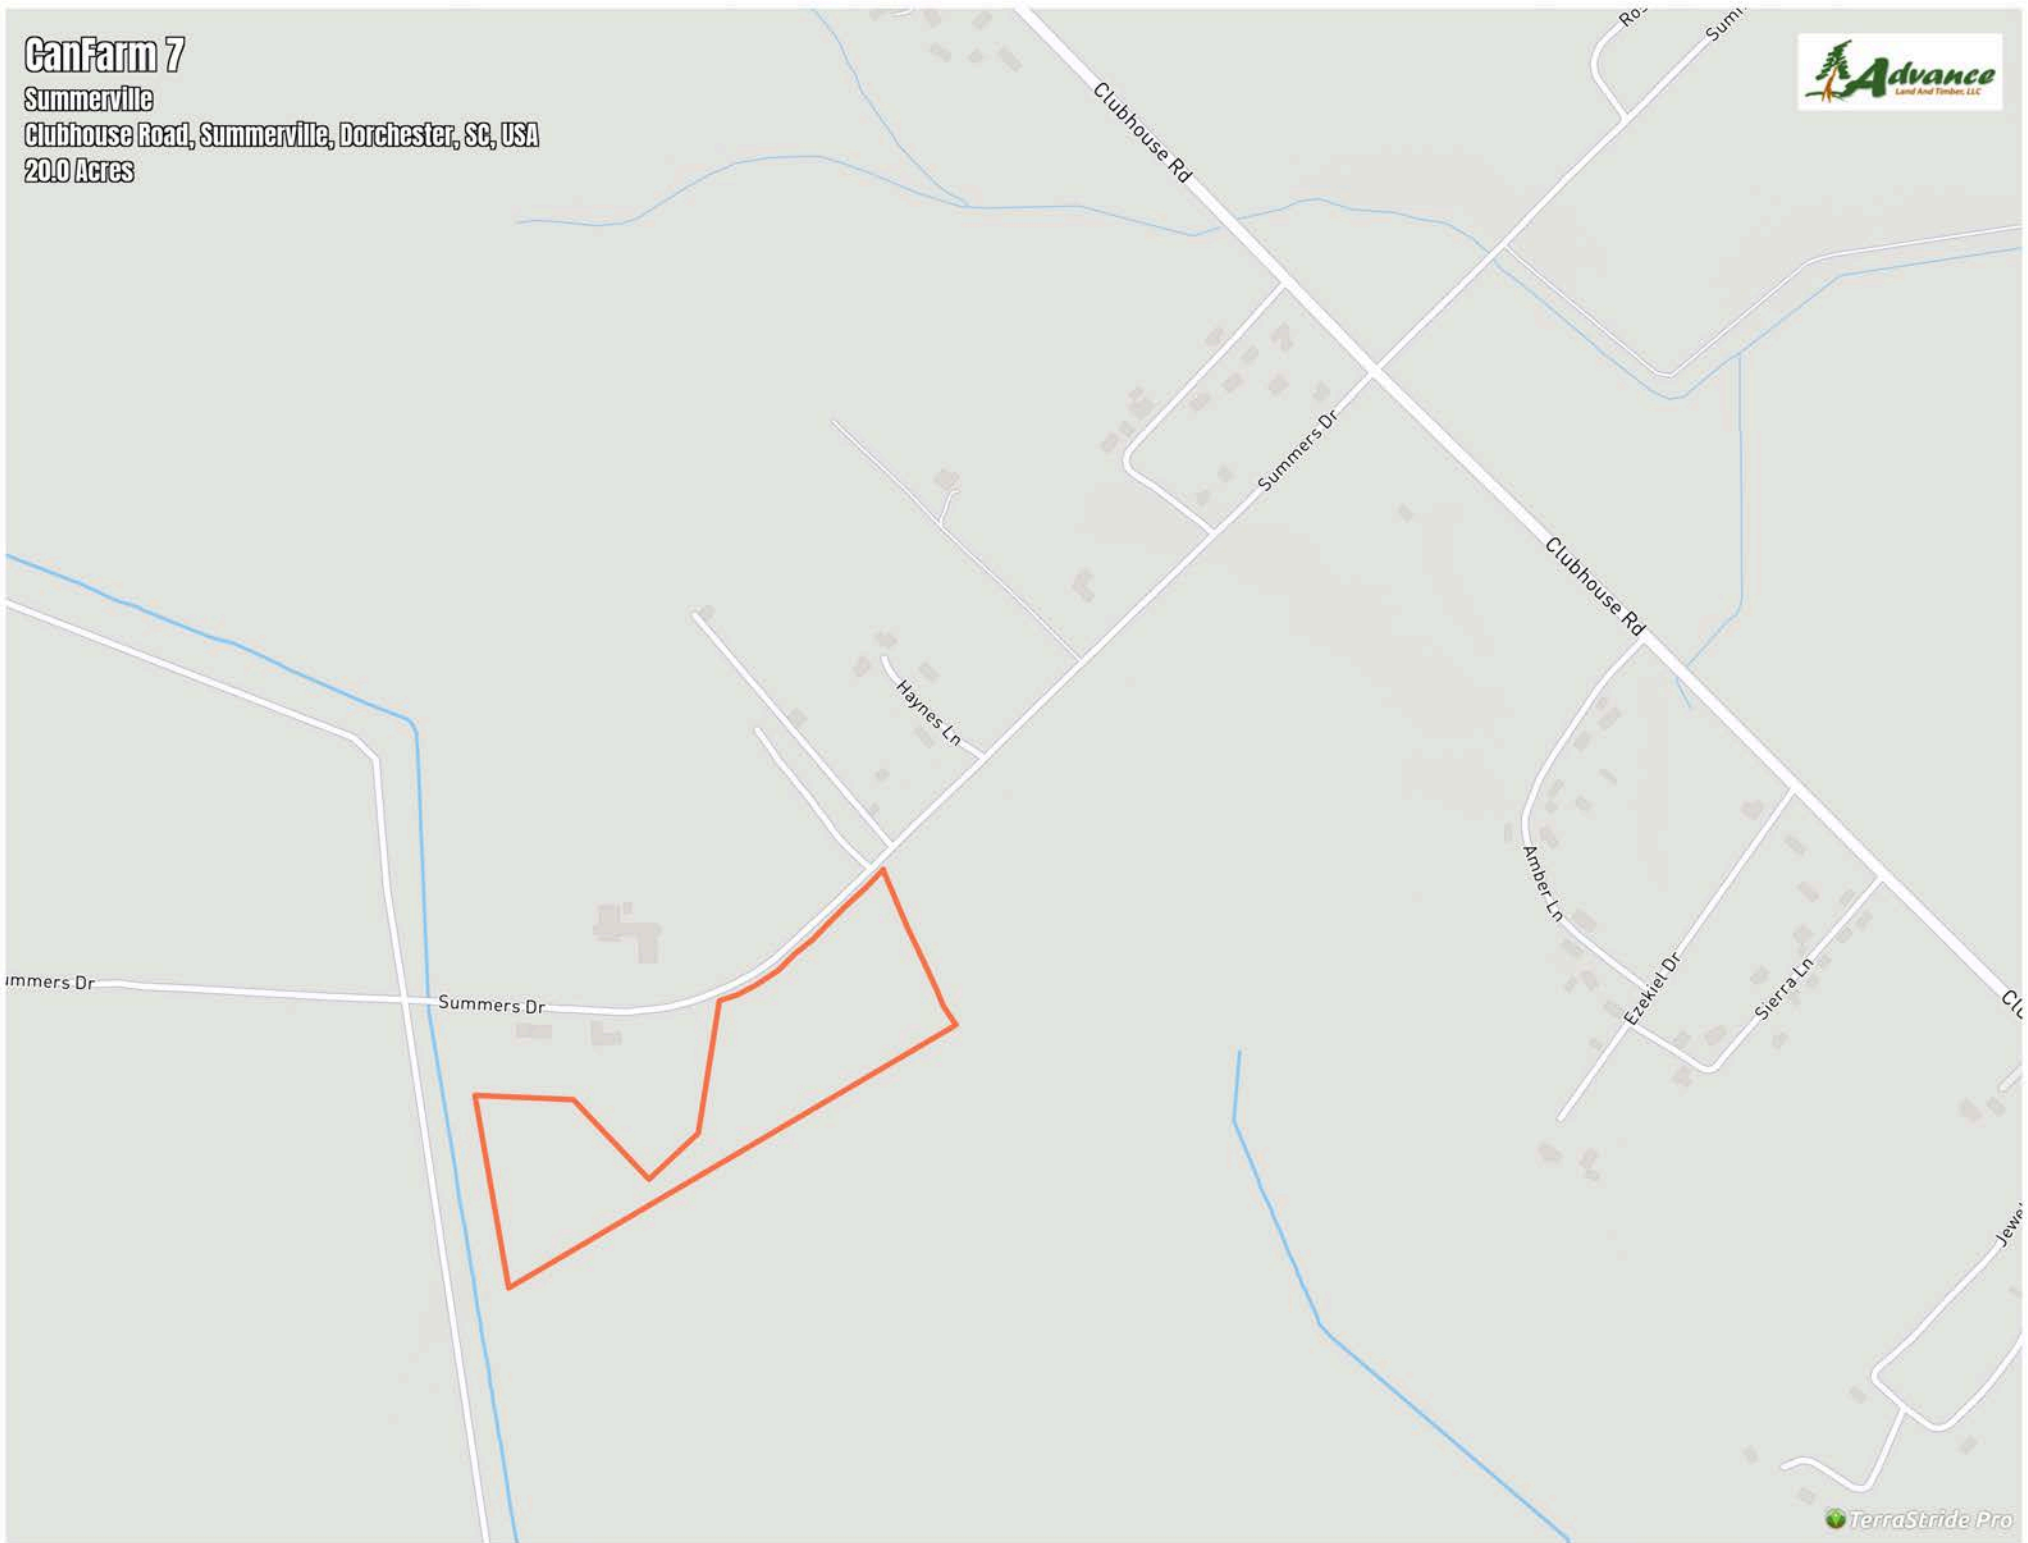 CanFarm 7
Summerville
Clubhouse Road, Summerville, Dorchester, SC, USA
20.0 Acres
Advance
Land And Timber, LLC
Clubhouse Rd
Summers Dr
Clubhouse Rd
Haynes Ln
Amber Ln
Ezekiel Dr
Sierra Ln
ummers Dr
Summers Dr
TerraStride Pro